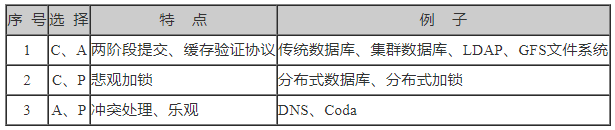 序 号 选 择 特 点 例 子
1 C、A 两阶段提交、缓存验证协议 传统数据库、集群数据库、LDAP、GFS文件系统
2 C、P 悲观加锁 分布式数据库、分布式加锁
3 A、P 冲突处理、乐观 DNS、Coda